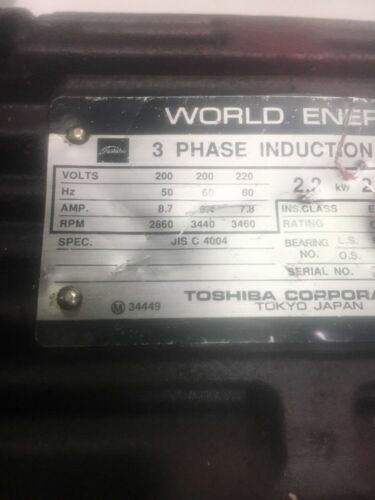 WORLD ENER
Toshiba 3 PHASE INDUCTION
VOLTS 200 200 220 2.2 kW 2
Hz 50 60 60
AMP. 8.7 7.8 INS.CLASS E
RPM 2860 3440 3460 RATING
SPEC. JIS C 4004 BEARING L.S.
NO. O.S.
SERIAL NO.
TOSHIBA CORPORA
M 34449 TOKYO JAPAN